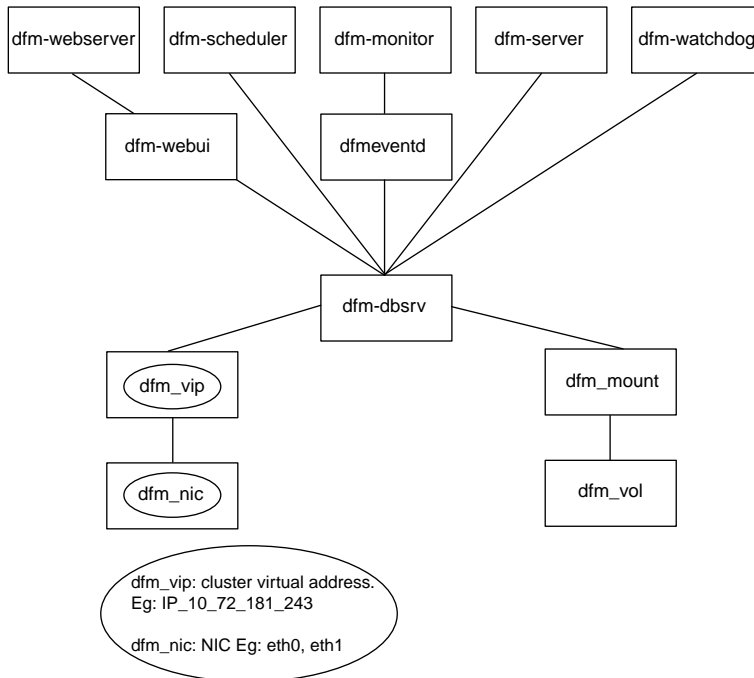 dfm-webserver
dfm-scheduler
dfm-monitor
dfm-server
dfm-watchdog
dfm-webui
dfmeventd
dfm-dbsrv
dfm_vip
dfm_mount
dfm_nic
dfm_vol
dfm_vip: cluster virtual address.
Eg: IP_10_72_181_243
dfm_nic: NIC Eg: eth0, eth1